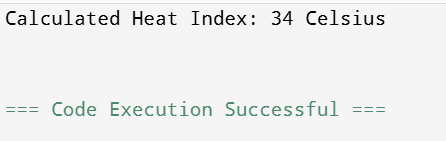 Calculated Heat Index: 34 Celsius
=== Code Execution Successful ===